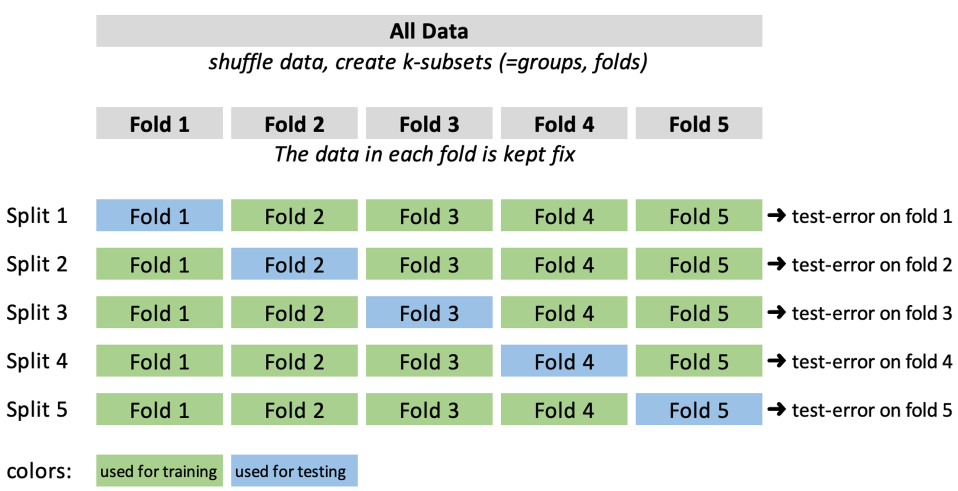 All Data
shuffle data, create k-subsets (=groups, folds)
Fold 1 Fold 2 Fold 3 Fold 4 Fold 5
The data in each fold is kept fix
Split 1 Fold 1 Fold 2 Fold 3 Fold 4 Fold 5 ➔ test-error on fold 1
Split 2 Fold 1 Fold 2 Fold 3 Fold 4 Fold 5 ➔ test-error on fold 2
Split 3 Fold 1 Fold 2 Fold 3 Fold 4 Fold 5 ➔ test-error on fold 3
Split 4 Fold 1 Fold 2 Fold 3 Fold 4 Fold 5 ➔ test-error on fold 4
Split 5 Fold 1 Fold 2 Fold 3 Fold 4 Fold 5 ➔ test-error on fold 5
colors: used for training used for testing